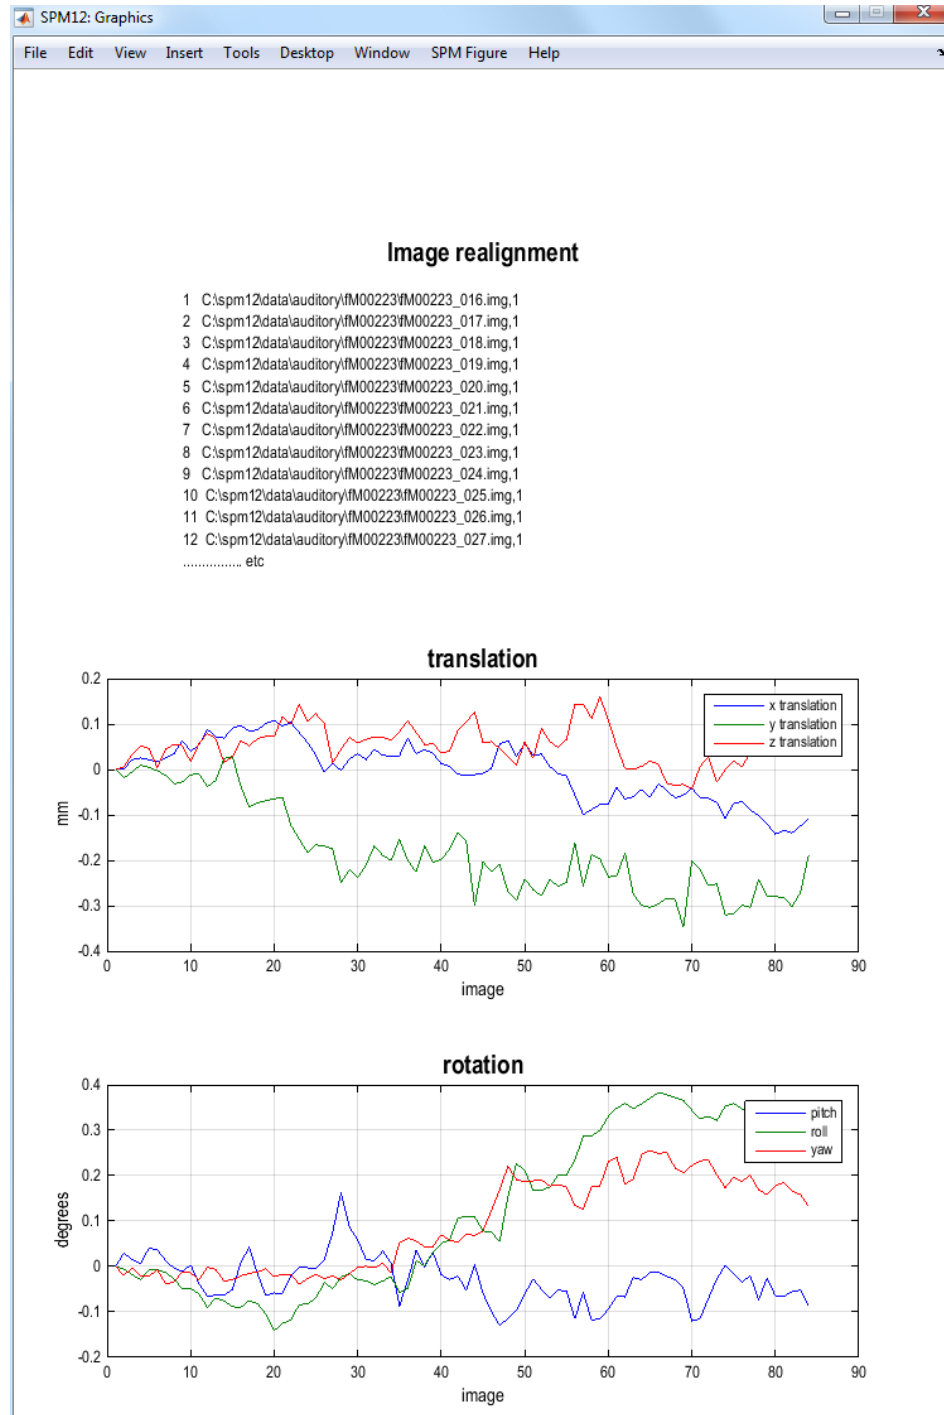 SPM12: Graphics
File Edit View Insert Tools Desktop Window SPM Figure Help
Image realignment
1 C:\spm12\data\auditory\fM00223\fM00223_016.img,1
2 C:\spm12\data\auditory\fM00223\fM00223_017.img,1
3 C:\spm12\data\auditory\fM00223\fM00223_018.img,1
4 C:\spm12\data\auditory\fM00223\fM00223_019.img,1
5 C:\spm12\data\auditory\fM00223\fM00223_020.img,1
6 C:\spm12\data\auditory\fM00223\fM00223_021.img,1
7 C:\spm12\data\auditory\fM00223\fM00223_022.img,1
8 C:\spm12\data\auditory\fM00223\fM00223_023.img,1
9 C:\spm12\data\auditory\fM00223\fM00223_024.img,1
10 C:\spm12\data\auditory\fM00223\fM00223_025.img,1
11 C:\spm12\data\auditory\fM00223\fM00223_026.img,1
12 C:\spm12\data\auditory\fM00223\fM00223_027.img,1
................ etc
translation
0.2
0.1
0
-0.1
-0.2
-0.3
-0.4
mm
x translation
y translation
z translation
0 10 20 30 40 50 60 70 80 90
image
rotation
0.4
0.3
0.2
0.1
0
-0.1
-0.2
degrees
pitch
roll
yaw
0 10 20 30 40 50 60 70 80 90
image